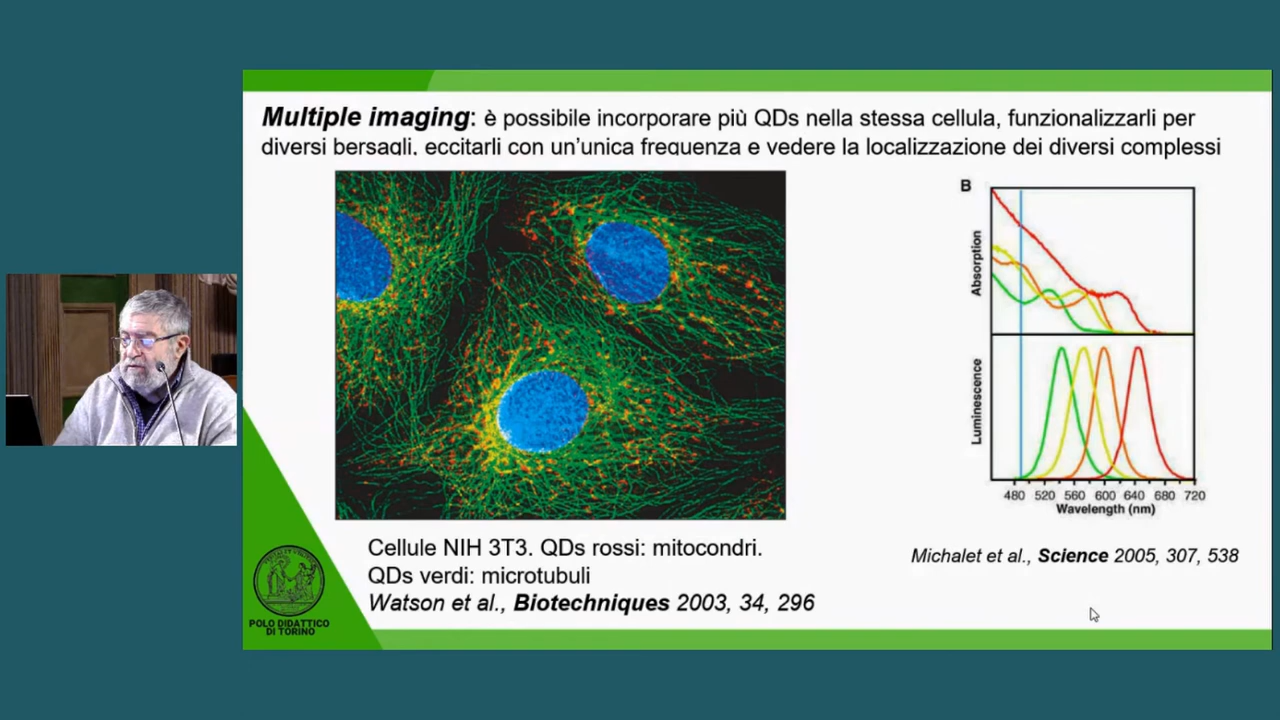 Multiple imaging: è possibile incorporare più QDs nella stessa cellula, funzionalizzarli per
diversi bersagli, eccitarli con un'unica frequenza e vedere la localizzazione dei diversi complessi
B
Absorption
Luminescence
480 520 560 600 640 680 720
Wavelength (nm)
Cellule NIH 3T3. QDs rossi: mitocondri.
QDs verdi: microtubuli
Watson et al., Biotechniques 2003, 34, 296
Michalet et al., Science 2005, 307, 538
POLO DIDATTICO
DI TORINO